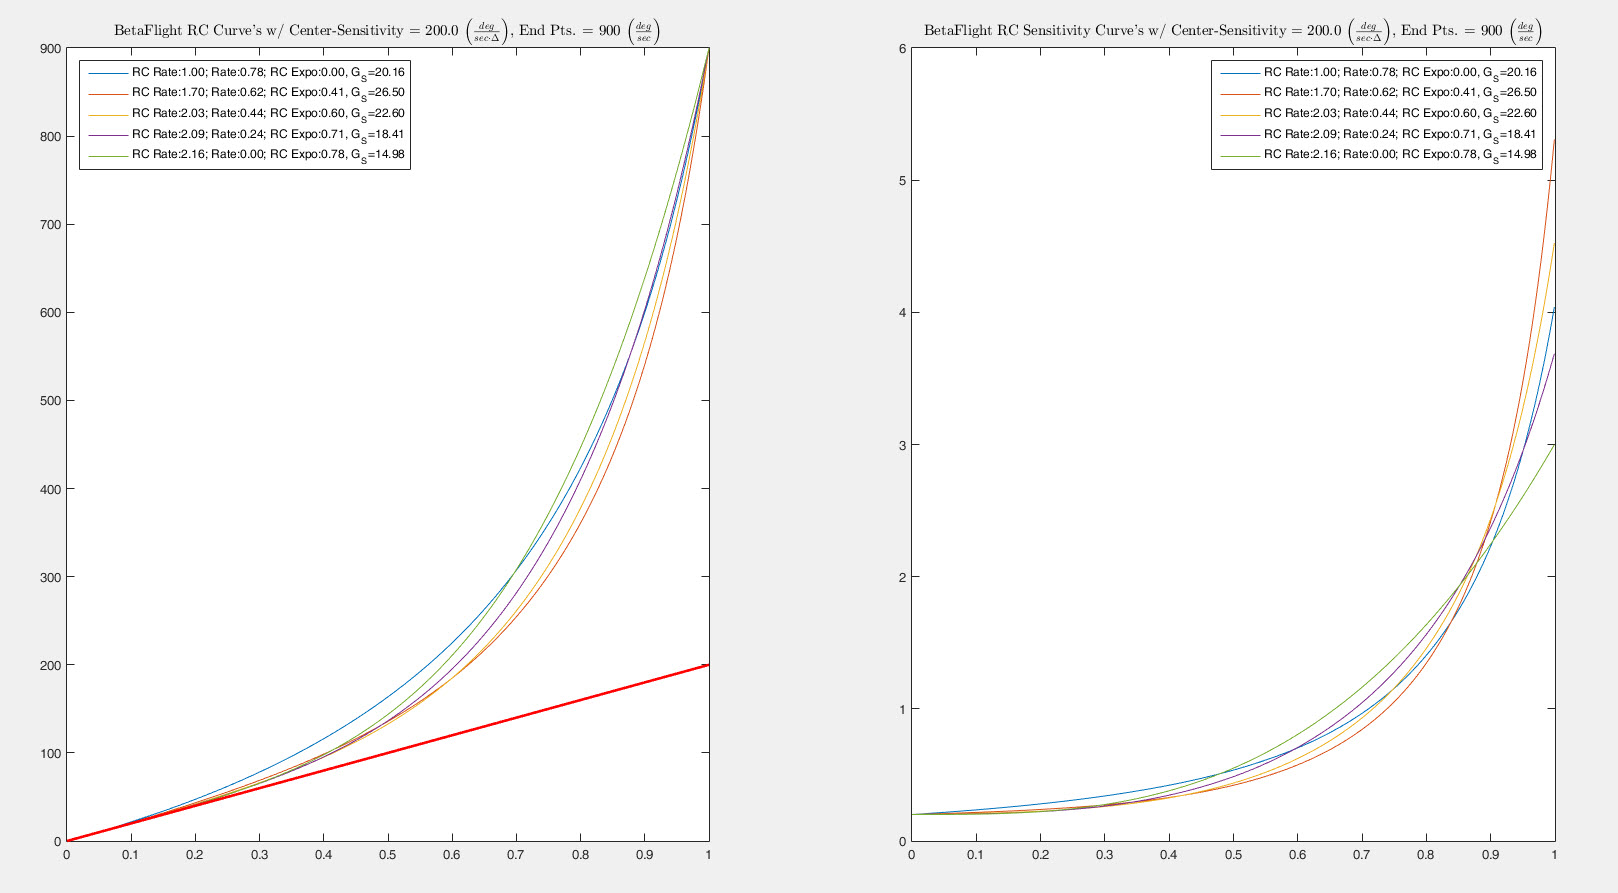 BetaFlight RC Curve's w/ Center-Sensitivity = 200.0 (deg/sec·Δ), End Pts. = 900 (deg/sec)
RC Rate:1.00; Rate:0.78; RC Expo:0.00, G_S=20.16
RC Rate:1.70; Rate:0.62; RC Expo:0.41, G_S=26.50
RC Rate:2.03; Rate:0.44; RC Expo:0.60, G_S=22.60
RC Rate:2.09; Rate:0.24; RC Expo:0.71, G_S=18.41
RC Rate:2.16; Rate:0.00; RC Expo:0.78, G_S=14.98
900
800
700
600
500
400
300
200
100
0
0 0.1 0.2 0.3 0.4 0.5 0.6 0.7 0.8 0.9 1
BetaFlight RC Sensitivity Curve's w/ Center-Sensitivity = 200.0 (deg/sec·Δ), End Pts. = 900 (deg/sec)
RC Rate:1.00; Rate:0.78; RC Expo:0.00, G_S=20.16
RC Rate:1.70; Rate:0.62; RC Expo:0.41, G_S=26.50
RC Rate:2.03; Rate:0.44; RC Expo:0.60, G_S=22.60
RC Rate:2.09; Rate:0.24; RC Expo:0.71, G_S=18.41
RC Rate:2.16; Rate:0.00; RC Expo:0.78, G_S=14.98
6
5
4
3
2
1
0
0 0.1 0.2 0.3 0.4 0.5 0.6 0.7 0.8 0.9 1